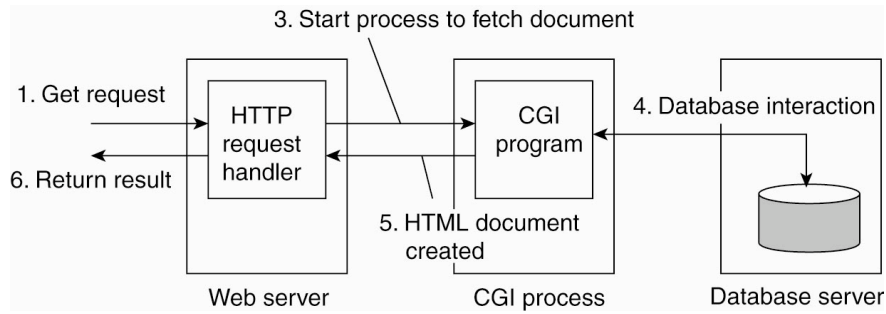 3. Start process to fetch document
1. Get request
HTTP
request
handler
CGI
program
4. Database interaction
6. Return result
5. HTML document
created
Web server
CGI process
Database server